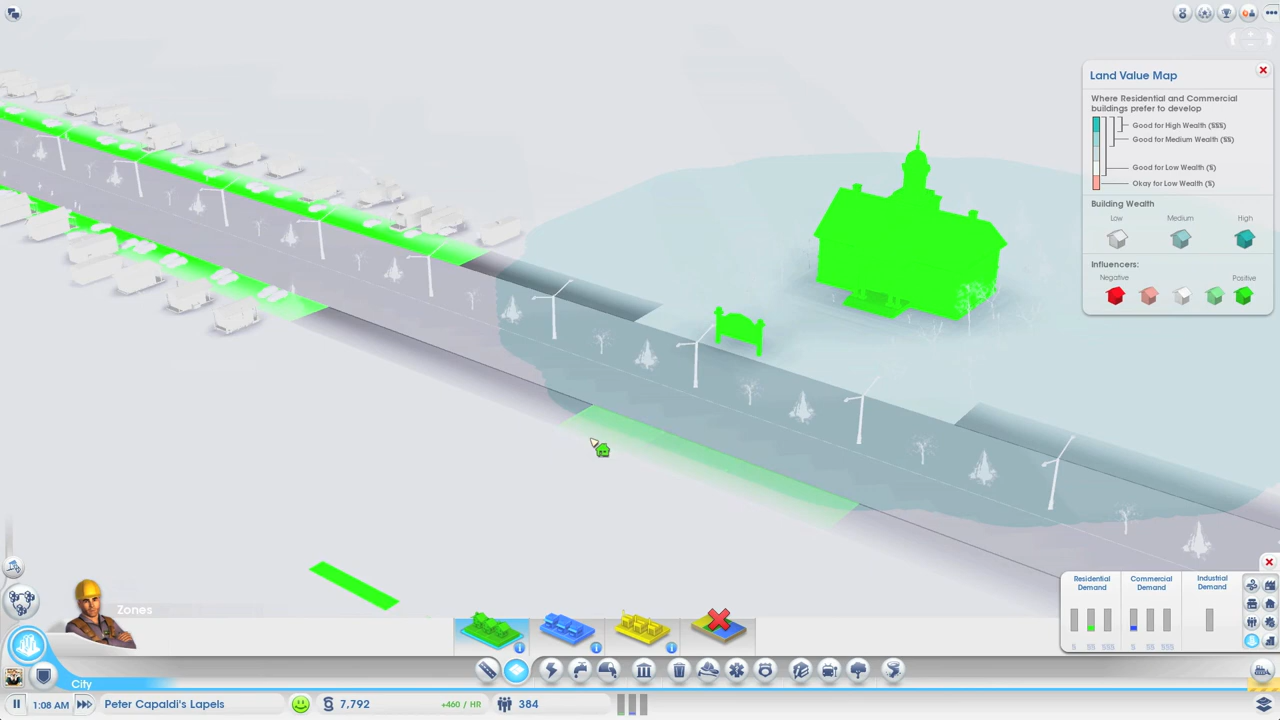 Land Value Map
Where Residential and Commercial
buildings prefer to develop
Good for High Wealth ($$$)
Good for Medium Wealth ($$)
Good for Low Wealth ($)
Okay for Low Wealth ($)
Building Wealth
Low Medium High
Influencers:
Negative Positive
Residential Demand
Commercial Demand
Industrial Demand
$ $$ $$$ $ $$ $$$
Zones
City
1:08 AM Peter Capaldi's Lapels 7,792 +460 / HR 384